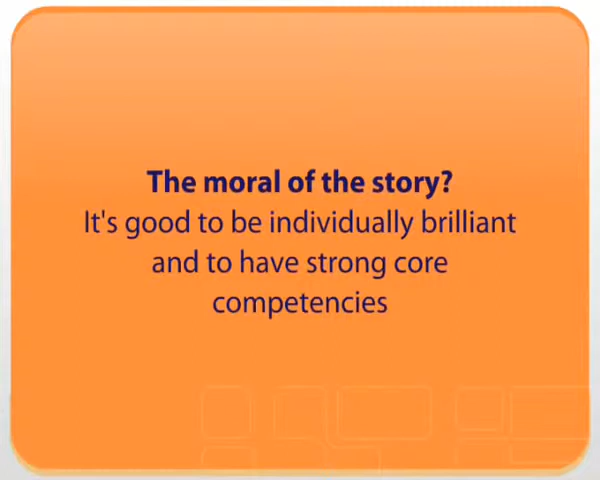 The moral of the story?
It's good to be individually brilliant
and to have strong core
competencies